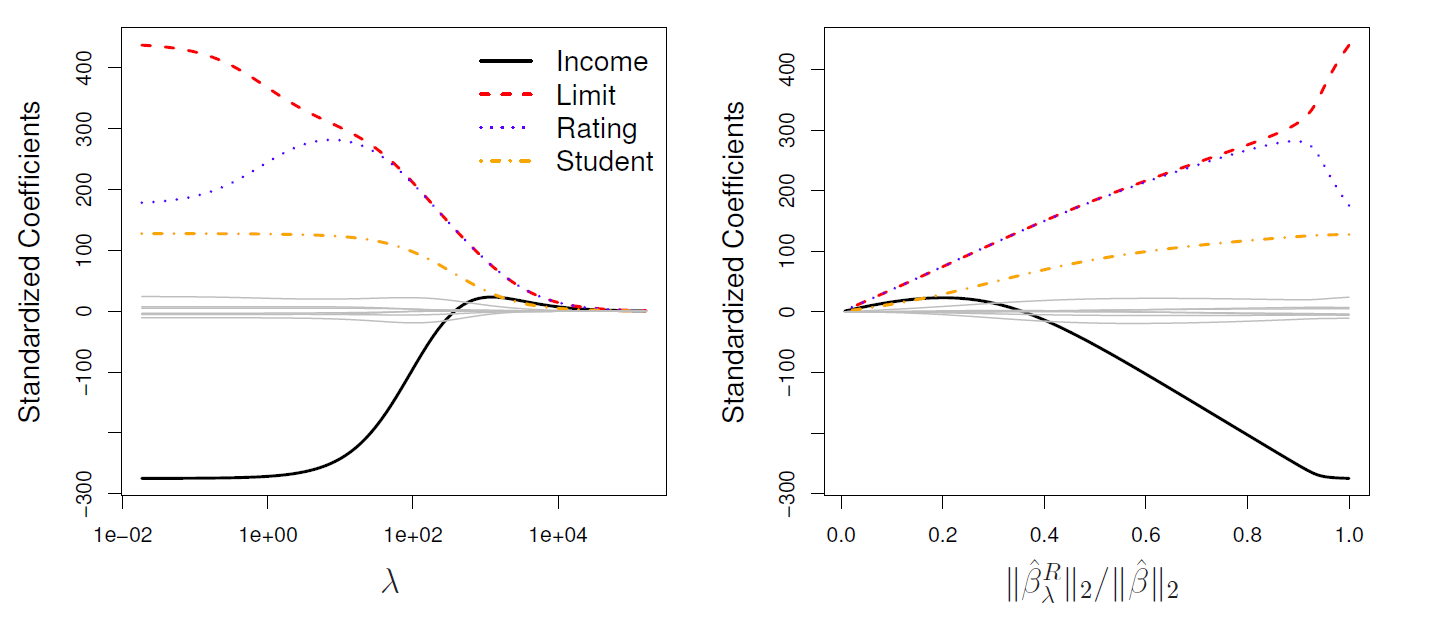 Standardized Coefficients
400
300
200
100
0
−100
−300
1e−02
1e+00
1e+02
1e+04
λ
Income
Limit
Rating
Student
Standardized Coefficients
400
300
200
100
0
−100
−300
0.0
0.2
0.4
0.6
0.8
1.0
‖β̂ᴿ_λ‖₂/‖β̂‖₂